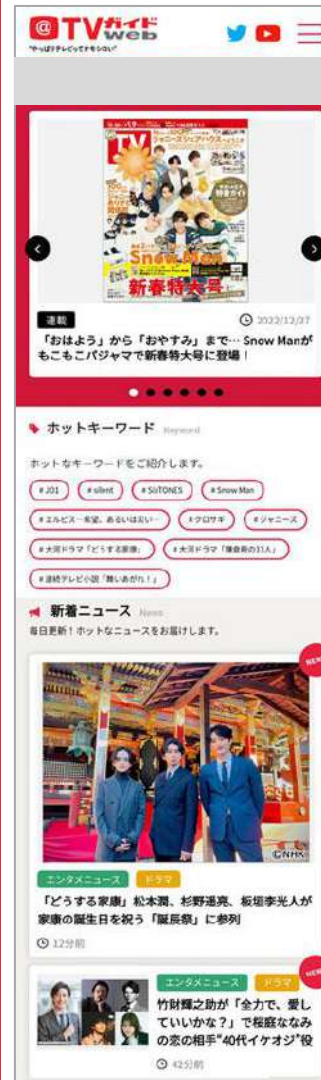 @TVガイド
web
"やっぱりテレビってオモシロい"
TV
Snow Man
新春特大号
連載
2022/12/27
「おはよう」から「おやすみ」まで… Snow Manが
もこもこパジャマで新春特大号に登場！
ホットキーワード Keyword
ホットなキーワードをご紹介します。
#JO1 #silent #SixTONES #Snow Man
#エルピス—希望、あるいは災い— #クロサギ #ジャニーズ
#大河ドラマ「どうする家康」 #大河ドラマ「鎌倉殿の13人」
#連続テレビ小説「舞いあがれ！」
新着ニュース News
毎日更新！ホットなニュースをお届けします。
NEW
©NHK
エンタメニュース ドラマ
「どうする家康」松本潤、杉野遥亮、板垣李光人が
家康の誕生日を祝う「誕辰祭」に参列
12分前
エンタメニュース ドラマ NEW
竹財輝之助が「全力で、愛し
ていいかな？」で桜庭ななみ
の恋の相手"40代イケオジ"役
42分前